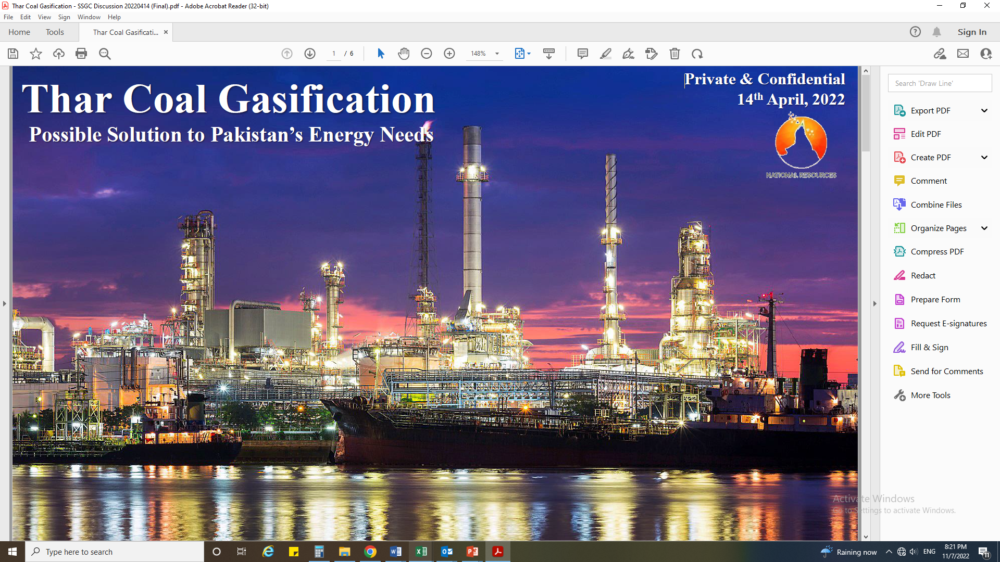 Thar Coal Gasification - SSGC Discussion 20220414 (Final).pdf - Adobe Acrobat Reader (32-bit)
File Edit View Sign Window Help
Home Tools Thar Coal Gasificati... × Sign In
1 / 6 148%
Thar Coal Gasification
Possible Solution to Pakistan's Energy Needs
Private & Confidential
14th April, 2022
NATIONAL RESOURCES
Search 'Draw Line'
Export PDF
Edit PDF
Create PDF
Comment
Combine Files
Organize Pages
Compress PDF
Redact
Prepare Form
Request E-signatures
Fill & Sign
Send for Comments
More Tools
Activate Windows
Go to Settings to activate Windows.
Type here to search
Raining now
ENG
8:21 PM
11/7/2022
11